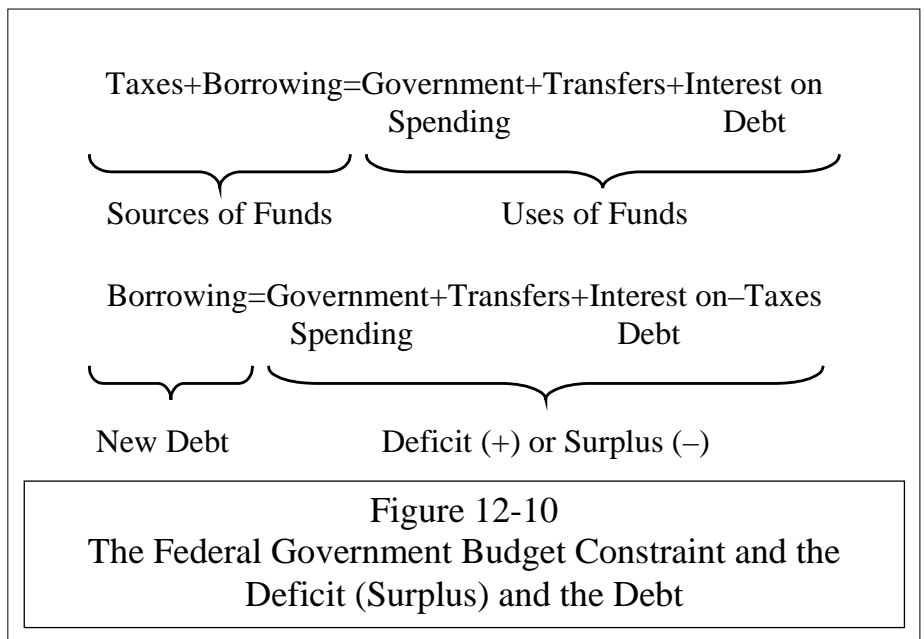 Taxes+Borrowing=Government+Transfers+Interest on
Spending Debt
Sources of Funds Uses of Funds
Borrowing=Government+Transfers+Interest on–Taxes
Spending Debt
New Debt Deficit (+) or Surplus (–)
Figure 12-10
The Federal Government Budget Constraint and the
Deficit (Surplus) and the Debt